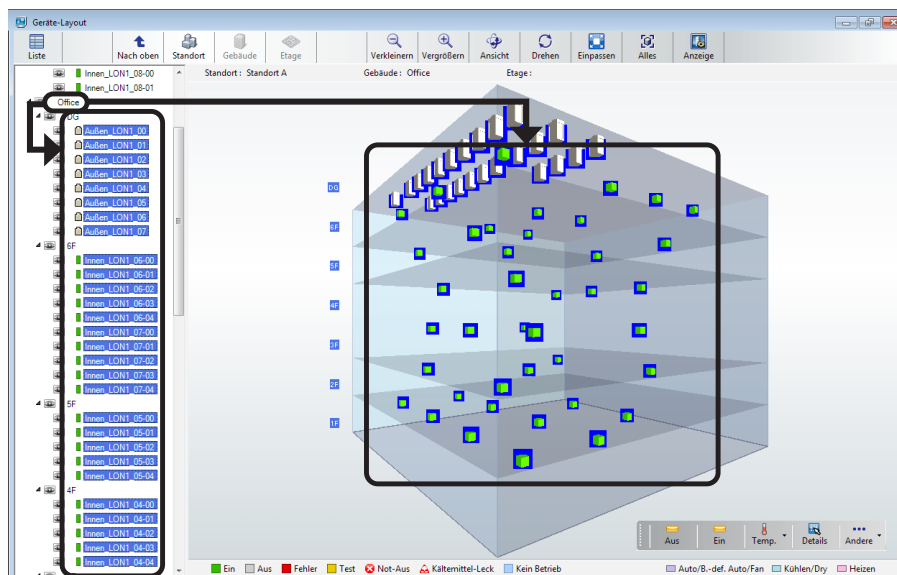 Geräte-Layout
Liste
Nach oben
Standort
Gebäude
Etage
Verkleinern
Vergrößern
Ansicht
Drehen
Einpassen
Alles
Anzeige
Standort : Standort A
Gebäude : Office
Etage :
Innen_LON1_08-00
Innen_LON1_08-01
Office
DG
Außen_LON1_00
Außen_LON1_01
Außen_LON1_02
Außen_LON1_03
Außen_LON1_04
Außen_LON1_05
Außen_LON1_06
Außen_LON1_07
6F
Innen_LON1_06-00
Innen_LON1_06-01
Innen_LON1_06-02
Innen_LON1_06-03
Innen_LON1_06-04
Innen_LON1_07-00
Innen_LON1_07-01
Innen_LON1_07-02
Innen_LON1_07-03
Innen_LON1_07-04
5F
Innen_LON1_05-00
Innen_LON1_05-01
Innen_LON1_05-02
Innen_LON1_05-03
Innen_LON1_05-04
4F
Innen_LON1_04-00
Innen_LON1_04-01
Innen_LON1_04-02
Innen_LON1_04-03
Innen_LON1_04-04
DG
6F
5F
4F
3F
2F
1F
Aus
Ein
Temp.
Details
Andere
Ein
Aus
Fehler
Test
Not-Aus
Kältemittel-Leck
Kein Betrieb
Auto/B.-def. Auto/Fan
Kühlen/Dry
Heizen